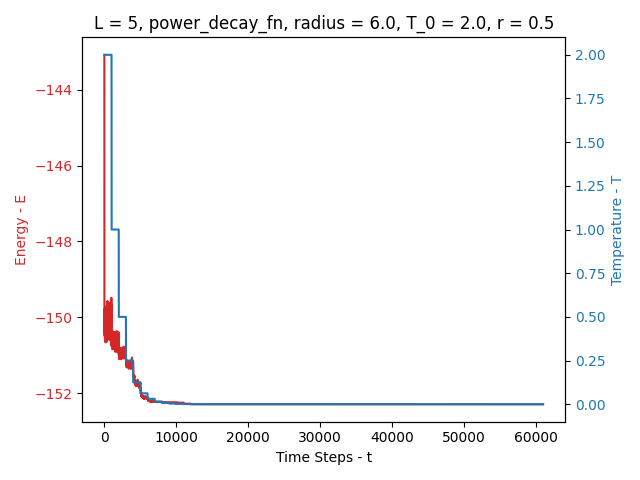 L = 5, power_decay_fn, radius = 6.0, T_0 = 2.0, r = 0.5
Energy - E
−144
−146
−148
−150
−152
2.00
1.75
1.50
1.25
1.00
0.75
0.50
0.25
0.00
Temperature - T
0 10000 20000 30000 40000 50000 60000
Time Steps - t